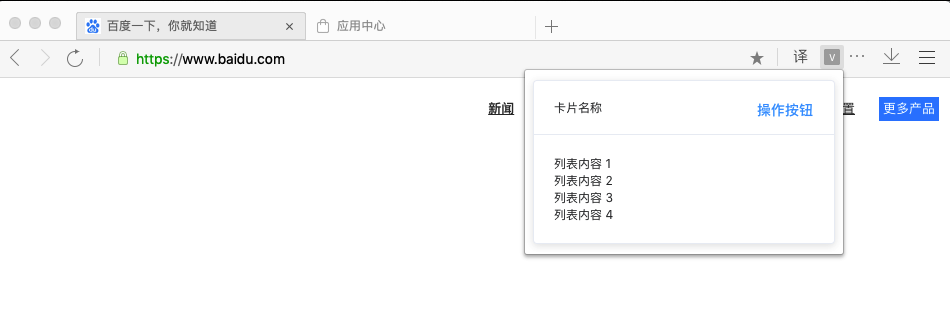 百度一下，你就知道
应用中心
https://www.baidu.com
译
V
新闻
置
更多产品
卡片名称
操作按钮
列表内容 1
列表内容 2
列表内容 3
列表内容 4